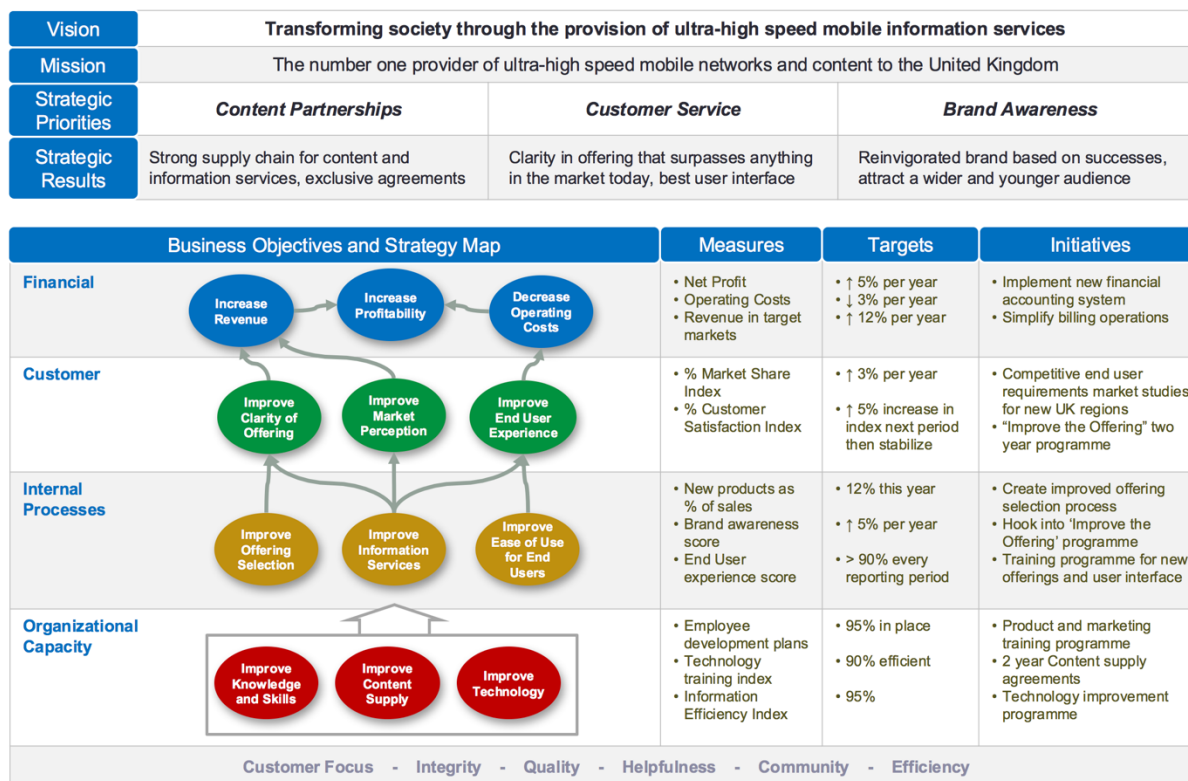 Vision
Transforming society through the provision of ultra-high speed mobile information services
Mission
The number one provider of ultra-high speed mobile networks and content to the United Kingdom
Strategic
Priorities
Content Partnerships
Customer Service
Brand Awareness
Strategic
Results
Strong supply chain for content and
information services, exclusive agreements
Clarity in offering that surpasses anything
in the market today, best user interface
Reinvigorated brand based on successes,
attract a wider and younger audience
Business Objectives and Strategy Map
Measures
Targets
Initiatives
Financial
Increase
Revenue
Increase
Profitability
Decrease
Operating
Costs
• Net Profit
• Operating Costs
• Revenue in target
markets
• ↑ 5% per year
• ↓ 3% per year
• ↑ 12% per year
• Implement new financial
accounting system
• Simplify billing operations
Customer
Improve
Clarity of
Offering
Improve
Market
Perception
Improve
End User
Experience
• % Market Share
Index
• % Customer
Satisfaction Index
• ↑ 3% per year
• ↑ 5% increase in
index next period
then stabilize
• Competitive end user
requirements market studies
for new UK regions
• “Improve the Offering” two
year programme
Internal
Processes
Improve
Offering
Selection
Improve
Information
Services
Improve
Ease of Use
for End
Users
• New products as
% of sales
• Brand awareness
score
• End User
experience score
• 12% this year
• ↑ 5% per year
• > 90% every
reporting period
• Create improved offering
selection process
• Hook into ‘Improve the
Offering’ programme
• Training programme for new
offerings and user interface
Organizational
Capacity
Improve
Knowledge
and Skills
Improve
Content
Supply
Improve
Technology
• Employee
development plans
• Technology
training index
• Information
Efficiency Index
• 95% in place
• 90% efficient
• 95%
• Product and marketing
training programme
• 2 year Content supply
agreements
• Technology improvement
programme
Customer Focus - Integrity - Quality - Helpfulness - Community - Efficiency